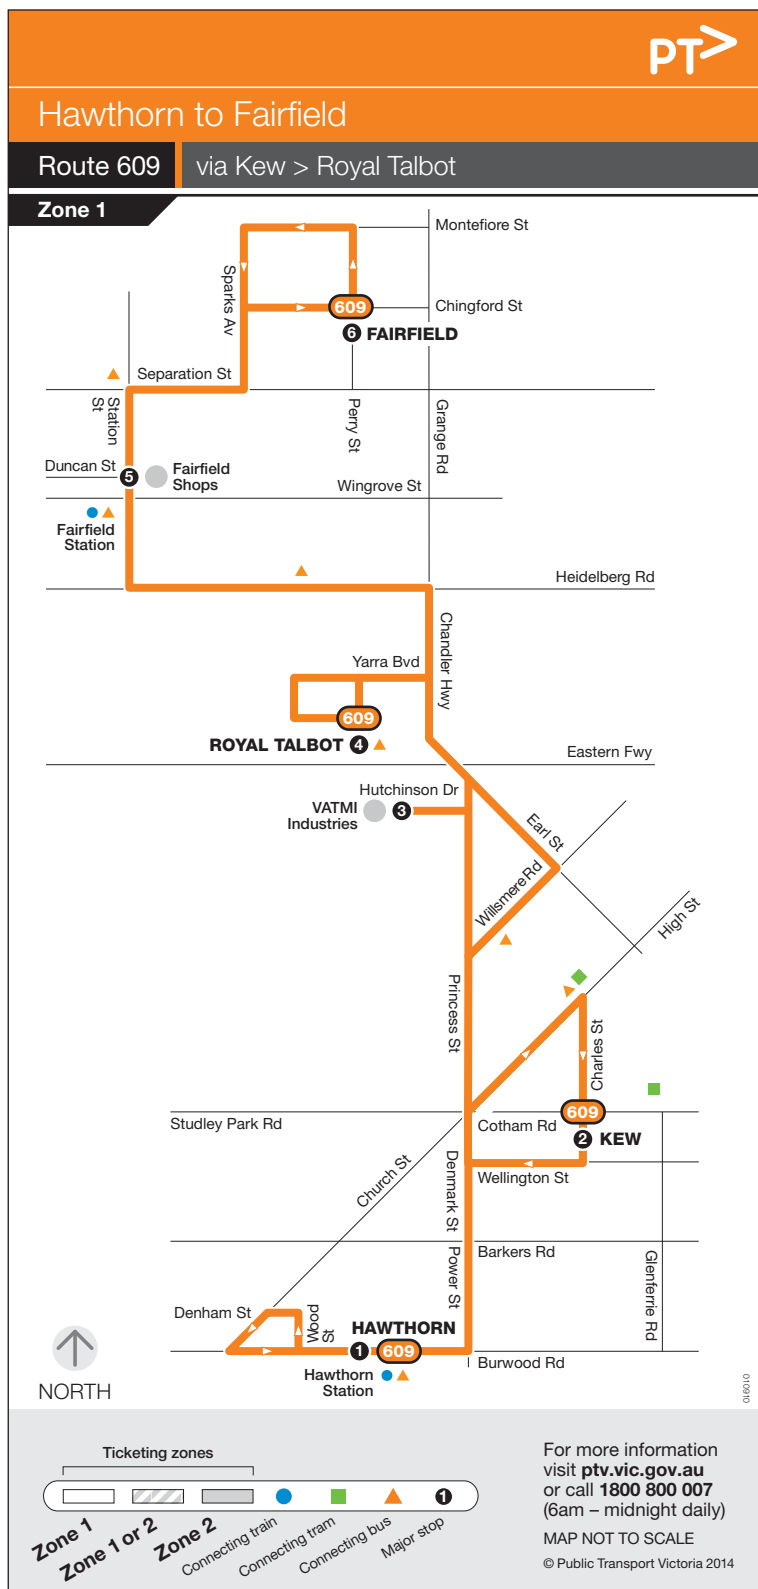 PT>
Hawthorn to Fairfield
Route 609
via Kew > Royal Talbot
Zone 1
Montefiore St
Sparks Av
609
Chingford St
6 FAIRFIELD
Separation St
Station
St
Perry St
Grange Rd
Duncan St
5
Fairfield
Shops
Wingrove St
Fairfield
Station
Heidelberg Rd
Chandler Hwy
Yarra Bvd
609
ROYAL TALBOT 4
Eastern Fwy
Hutchinson Dr
VATMI
Industries
3
Earl St
Willsmere Rd
High St
Princess St
Charles St
609
Studley Park Rd
Cotham Rd
2 KEW
Church St
Denmark St
Wellington St
Barkers Rd
Power St
Glenferrie Rd
Denham St
Wood
St
HAWTHORN
1
609
Burwood Rd
Hawthorn
Station
NORTH
010910
Ticketing zones
1
Zone 1
Zone 1 or 2
Zone 2
Connecting train
Connecting tram
Connecting bus
Major stop
For more information
visit ptv.vic.gov.au
or call 1800 800 007
(6am – midnight daily)
MAP NOT TO SCALE
© Public Transport Victoria 2014